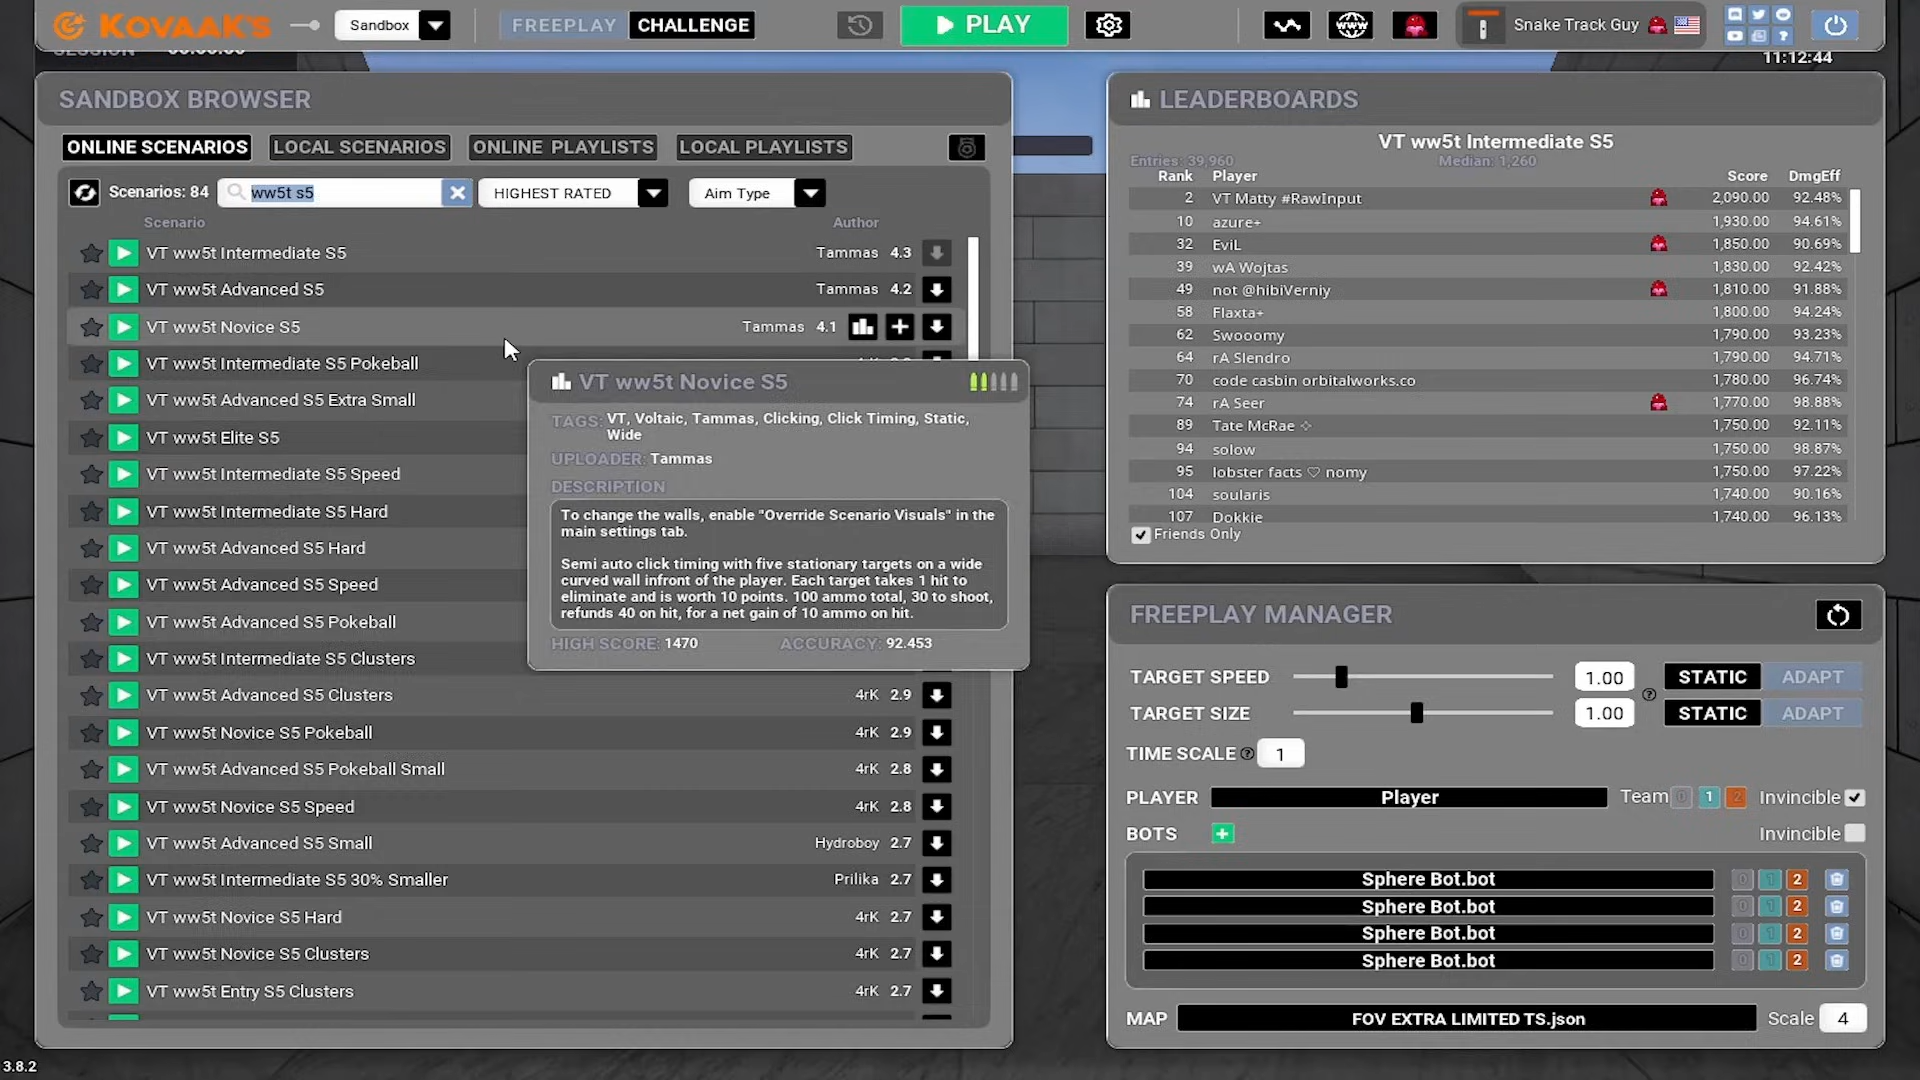 KOVAAK'S
Sandbox
FREEPLAY
CHALLENGE
PLAY
WWW
Snake Track Guy
SESSION
11:12:44
SANDBOX BROWSER
ONLINE SCENARIOS
LOCAL SCENARIOS
ONLINE PLAYLISTS
LOCAL PLAYLISTS
Scenarios: 84
ww5t s5
HIGHEST RATED
Aim Type
Scenario Author
VT ww5t Intermediate S5 Tammas 4.3
VT ww5t Advanced S5 Tammas 4.2
VT ww5t Novice S5 Tammas 4.1
VT ww5t Intermediate S5 Pokeball
VT ww5t Advanced S5 Extra Small
VT ww5t Elite S5
VT ww5t Intermediate S5 Speed
VT ww5t Intermediate S5 Hard
VT ww5t Advanced S5 Hard
VT ww5t Advanced S5 Speed
VT ww5t Advanced S5 Pokeball
VT ww5t Intermediate S5 Clusters
VT ww5t Advanced S5 Clusters 4rK 2.9
VT ww5t Novice S5 Pokeball 4rK 2.9
VT ww5t Advanced S5 Pokeball Small 4rK 2.8
VT ww5t Novice S5 Speed 4rK 2.8
VT ww5t Advanced S5 Small Hydroboy 2.7
VT ww5t Intermediate S5 30% Smaller Prilika 2.7
VT ww5t Novice S5 Hard 4rK 2.7
VT ww5t Novice S5 Clusters 4rK 2.7
VT ww5t Entry S5 Clusters 4rK 2.7
VT ww5t Novice S5
TAGS: VT, Voltaic, Tammas, Clicking, Click Timing, Static,
Wide
UPLOADER: Tammas
DESCRIPTION
To change the walls, enable "Override Scenario Visuals" in the
main settings tab.
Semi auto click timing with five stationary targets on a wide
curved wall infront of the player. Each target takes 1 hit to
eliminate and is worth 10 points. 100 ammo total, 30 to shoot,
refunds 40 on hit, for a net gain of 10 ammo on hit.
HIGH SCORE: 1470 ACCURACY: 92.453
LEADERBOARDS
VT ww5t Intermediate S5
Entries: 39,960 Median: 1,260
Rank Player Score DmgEff
2 VT Matty #RawInput 2,090.00 92.48%
10 azure+ 1,930.00 94.61%
32 EviL 1,850.00 90.69%
39 wA Wojtas 1,830.00 92.42%
49 not @hibiVerniy 1,810.00 91.88%
58 Flaxta+ 1,800.00 94.24%
62 Swooomy 1,790.00 93.23%
64 rA Slendro 1,790.00 94.71%
70 code casbin orbitalworks.co 1,780.00 96.74%
74 rA Seer 1,770.00 98.88%
89 Tate McRae ✧ 1,750.00 92.11%
94 solow 1,750.00 98.87%
95 lobster facts ♡ nomy 1,750.00 97.22%
104 soularis 1,740.00 90.16%
107 Dokkie 1,740.00 96.13%
Friends Only
FREEPLAY MANAGER
TARGET SPEED 1.00 STATIC ADAPT
TARGET SIZE 1.00 STATIC ADAPT
TIME SCALE 1
PLAYER Player Team 0 1 2 Invincible
BOTS Invincible
Sphere Bot.bot 0 1 2
Sphere Bot.bot 0 1 2
Sphere Bot.bot 0 1 2
Sphere Bot.bot 0 1 2
MAP FOV EXTRA LIMITED TS.json Scale 4
3.8.2